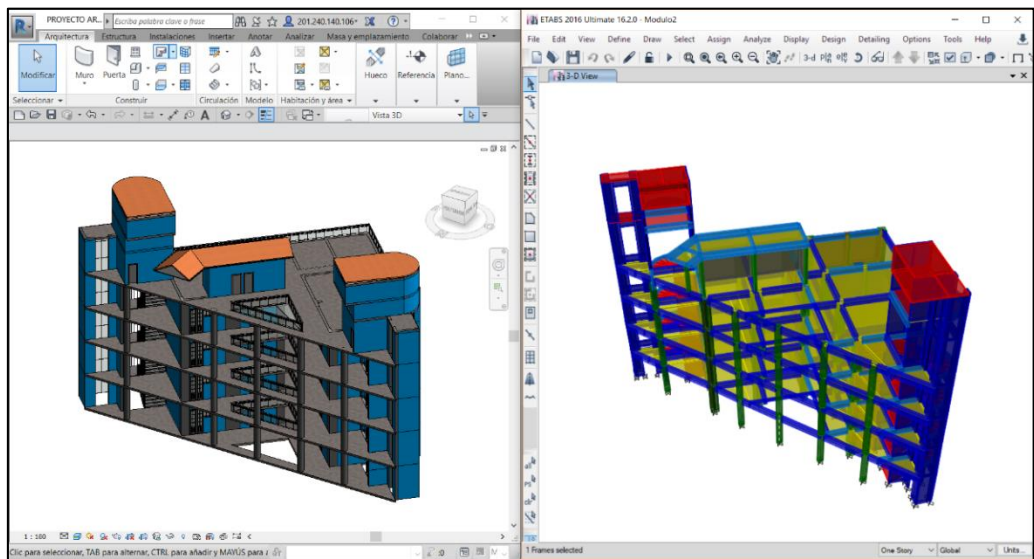 PROYECTO AR...
Escriba palabra clave o frase
201.240.140.106
Arquitectura Estructura Instalaciones Insertar Anotar Analizar Masa y emplazamiento Colaborar
Modificar
Muro
Puerta
Hueco
Referencia
Plano...
Seleccionar
Construir
Circulación
Modelo
Habitación y área
Vista 3D
1 : 100
Clic para seleccionar, TAB para alternar, CTRL para añadir y MAYÚS para
:0
ETABS 2016 Ultimate 16.2.0 - Modulo2
File Edit View Define Draw Select Assign Analyze Display Design Detailing Options Tools Help
3-d
3-D View
1 Frames selected
One Story
Global
Units...